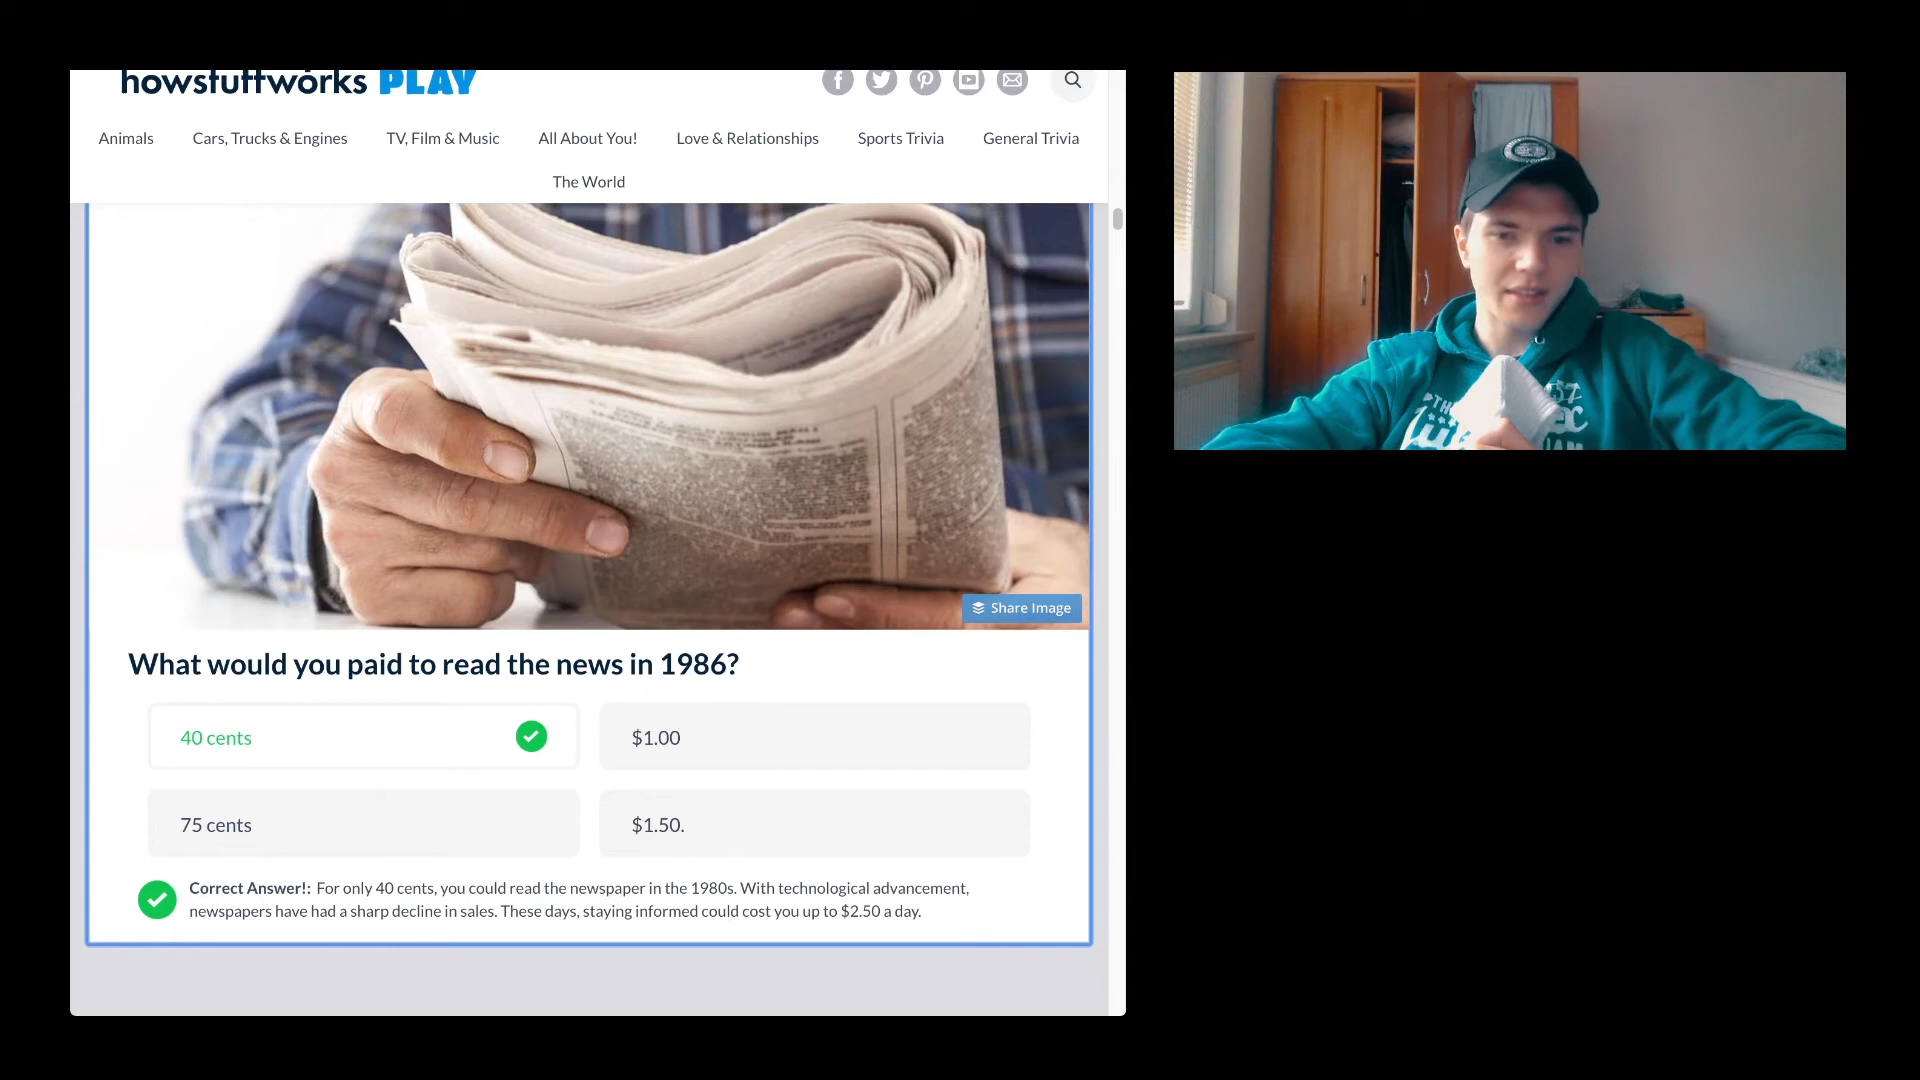 howstuffworks PLAY
Animals
Cars, Trucks & Engines
TV, Film & Music
All About You!
Love & Relationships
Sports Trivia
General Trivia
The World
Share Image
What would you paid to read the news in 1986?
40 cents
$1.00
75 cents
$1.50.
Correct Answer!: For only 40 cents, you could read the newspaper in the 1980s. With technological advancement,
newspapers have had a sharp decline in sales. These days, staying informed could cost you up to $2.50 a day.